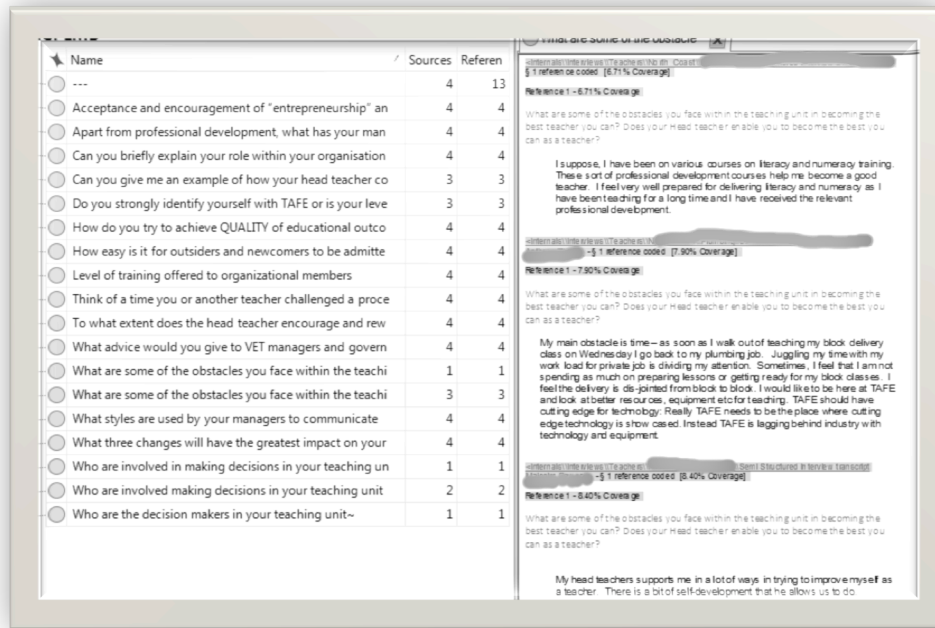 Name Sources Referen
--- 4 13
Acceptance and encouragement of "entrepreneurship" an 4 4
Apart from professional development, what has your man 4 4
Can you briefly explain your role within your organisation 4 4
Can you give me an example of how your head teacher co 3 3
Do you strongly identify yourself with TAFE or is your leve 3 3
How do you try to achieve QUALITY of educational outco 4 4
How easy is it for outsiders and newcomers to be admitte 4 4
Level of training offered to organizational members 4 4
Think of a time you or another teacher challenged a proce 4 4
To what extent does the head teacher encourage and rew 4 4
What advice would you give to VET managers and govern 4 4
What are some of the obstacles you face within the teachi 1 1
What are some of the obstacles you face within the teachi 3 3
What styles are used by your managers to communicate 4 4
What three changes will have the greatest impact on your 4 4
Who are involved in making decisions in your teaching un 1 1
Who are involved making decisions in your teaching unit 2 2
Who are the decision makers in your teaching unit~ 1 1
What are some of the obstacle X
<Internals\\Interviews\\Teachers\\North Coast
§ 1 reference coded [6.71% Coverage]
Reference 1 - 6.71% Coverage
What are some of the obstacles you face within the teaching unit in becoming the
best teacher you can? Does your Head teacher enable you to become the best you
can as a teacher?
I suppose, I have been on various courses on literacy and numeracy training.
These sort of professional development courses help me become a good
teacher. I feel very well prepared for delivering literacy and numeracy as I
have been teaching for a long time and I have received the relevant
professional development.
<Internals\\Interviews\\Teachers\\N
- § 1 reference coded [7.90% Coverage]
Reference 1 - 7.90% Coverage
What are some of the obstacles you face within the teaching unit in becoming the
best teacher you can? Does your Head teacher enable you to become the best you
can as a teacher?
My main obstacle is time – as soon as I walk out of teaching my block delivery
class on Wednesday I go back to my plumbing job. Juggling my time with my
work load for private job is dividing my attention. Sometimes, I feel that I am not
spending as much on preparing lessons or getting ready for my block classes. I
feel the delivery is dis-jointed from block to block. I would like to be here at TAFE
and look at better resources, equipment etc for teaching. TAFE should have
cutting edge for technology: Really TAFE needs to be the place where cutting
edge technology is show cased. Instead TAFE is lagging behind industry with
technology and equipment.
<Internals\\Interviews\\Teachers\ Semi Structured Interview transcript
- § 1 reference coded [8.40% Coverage]
Reference 1 - 8.40% Coverage
What are some of the obstacles you face within the teaching unit in becoming the
best teacher you can? Does your Head teacher enable you to become the best you
can as a teacher?
My head teachers supports me in a lot of ways in trying to improve myself as
a teacher. There is a bit of self-development that he allows us to do.